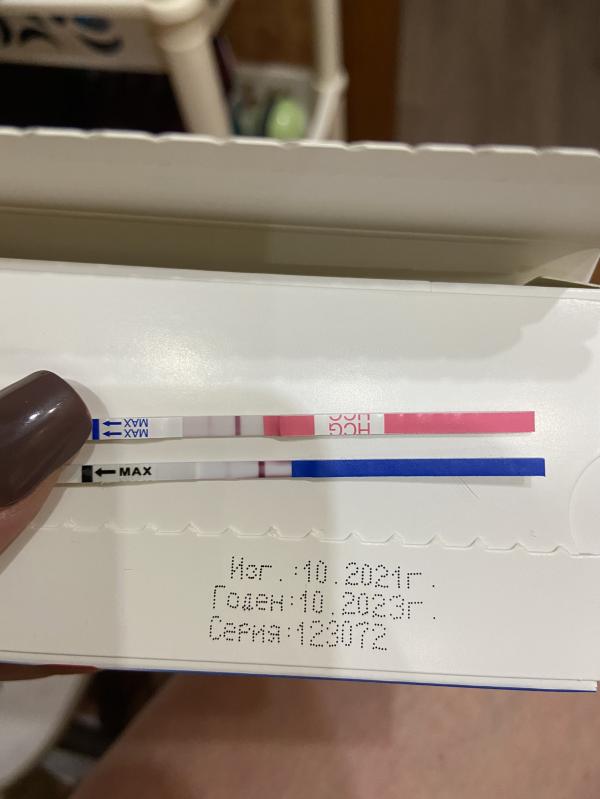 MAX
MAX
HCG
HCG
MAX
Изг.:10.2021г.
Годен:10.2023г.
Серия:123072